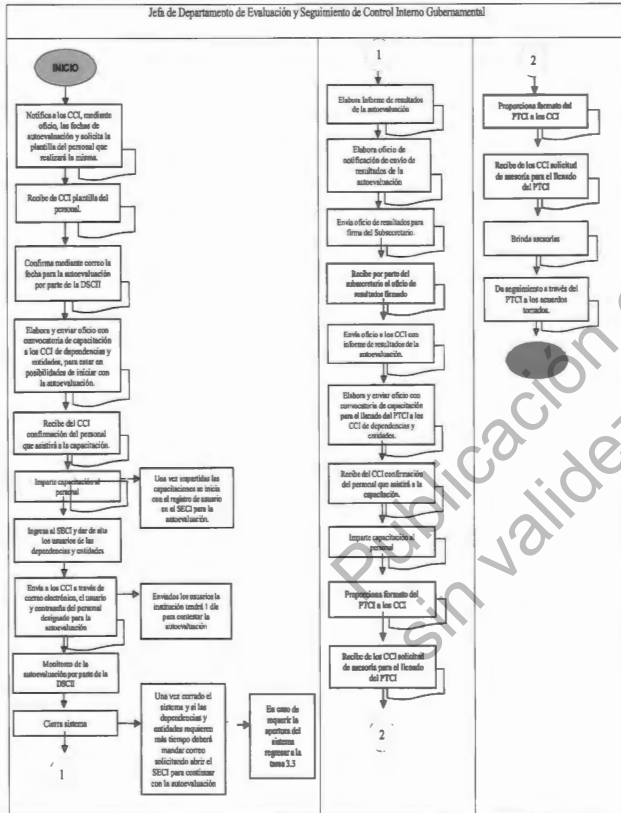 Jefa de Departamento de Evaluación y Seguimiento de Control Interno Gubernamental
INICIO
Notifica a los CCI, mediante
oficio, las fechas de
autoevaluación y solicita la
plantilla del personal que
realizará la misma.
Recibe de CCI plantilla del
personal.
Confirma mediante correo la
fecha para la autoevaluación
por parte de la DSCII
Elabora y enviar oficio con
convocatoria de capacitación
a los CCI de dependencias y
entidades, para estar en
posibilidades de iniciar con
la autoevaluación.
Recibe del CCI
confirmación del personal
que asistirá a la capacitación.
Imparte capacitación al
personal
Una vez impartidas las
capacitaciones se inicia
con el registro de usuario
en el SECI para la
autoevaluación.
Ingresa al SECI y dar de alta
los usuarios de las
dependencias y entidades
Envía a los CCI a través de
correo electrónico, el usuario
y contraseña del personal
designado para la
autoevaluación
Enviados los usuarios la
institución tendrá 1 día
para contestar la
autoevaluación
Monitoreo de la
autoevaluación por parte de la
DSCII
Cierra sistema
Una vez cerrado el
sistema y si las
dependencias y
entidades requieren
más tiempo deberá
mandar correo
solicitando abrir el
SECI para continuar
con la autoevaluación
En caso de
requerir la
apertura del
sistema
regresar a la
tarea 3.3
1
1
Elabora Informe de resultados
de la autoevaluación
Elabora oficio de
notificación de envío de
resultados de la
autoevaluación
Envía oficio de resultados para
firma del Subsecretario.
Recibe por parte del
subsecretario el oficio de
resultados firmado
Envía oficio a los CCI con
informe de resultados de la
autoevaluación.
Elabora y enviar oficio con
convocatoria de capacitación
para el llenado del PTCI a los
CCI de dependencias y
entidades.
Recibe del CCI confirmación
del personal que asistirá a la
capacitación.
Imparte capacitación al
personal
Proporciona formato del
PTCI a los CCI
Recibe de los CCI solicitud
de asesoría para el llenado
del PTCI
2
2
Proporciona formato del
PTCI a los CCI
Recibe de los CCI solicitud
de asesoría para el llenado
del PTCI
Brinda asesorías
Da seguimiento a través del
PTCI a los acuerdos
tomados.
Publicación
sin validez